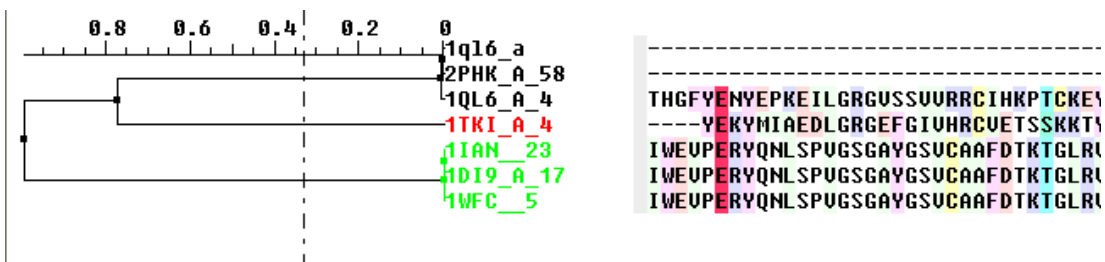 0.8 0.6 0.4 0.2 0
1ql6_a ----------------------------------
2PHK_A_58 ----------------------------------
1QL6_A_4 THGFYENYEPKEILGRGVSSVVRRCIHKPTCKEY
1TKI_A_4 ----YEKYMIAEDLGRGEFGIVHRCVETSSKKTY
1IAN__23 IWEVPERYQNLSPVGSGAYGSVCAAFDTKTGLRV
1DI9_A_17 IWEVPERYQNLSPVGSGAYGSVCAAFDTKTGLRV
1WFC__5 IWEVPERYQNLSPVGSGAYGSVCAAFDTKTGLRV